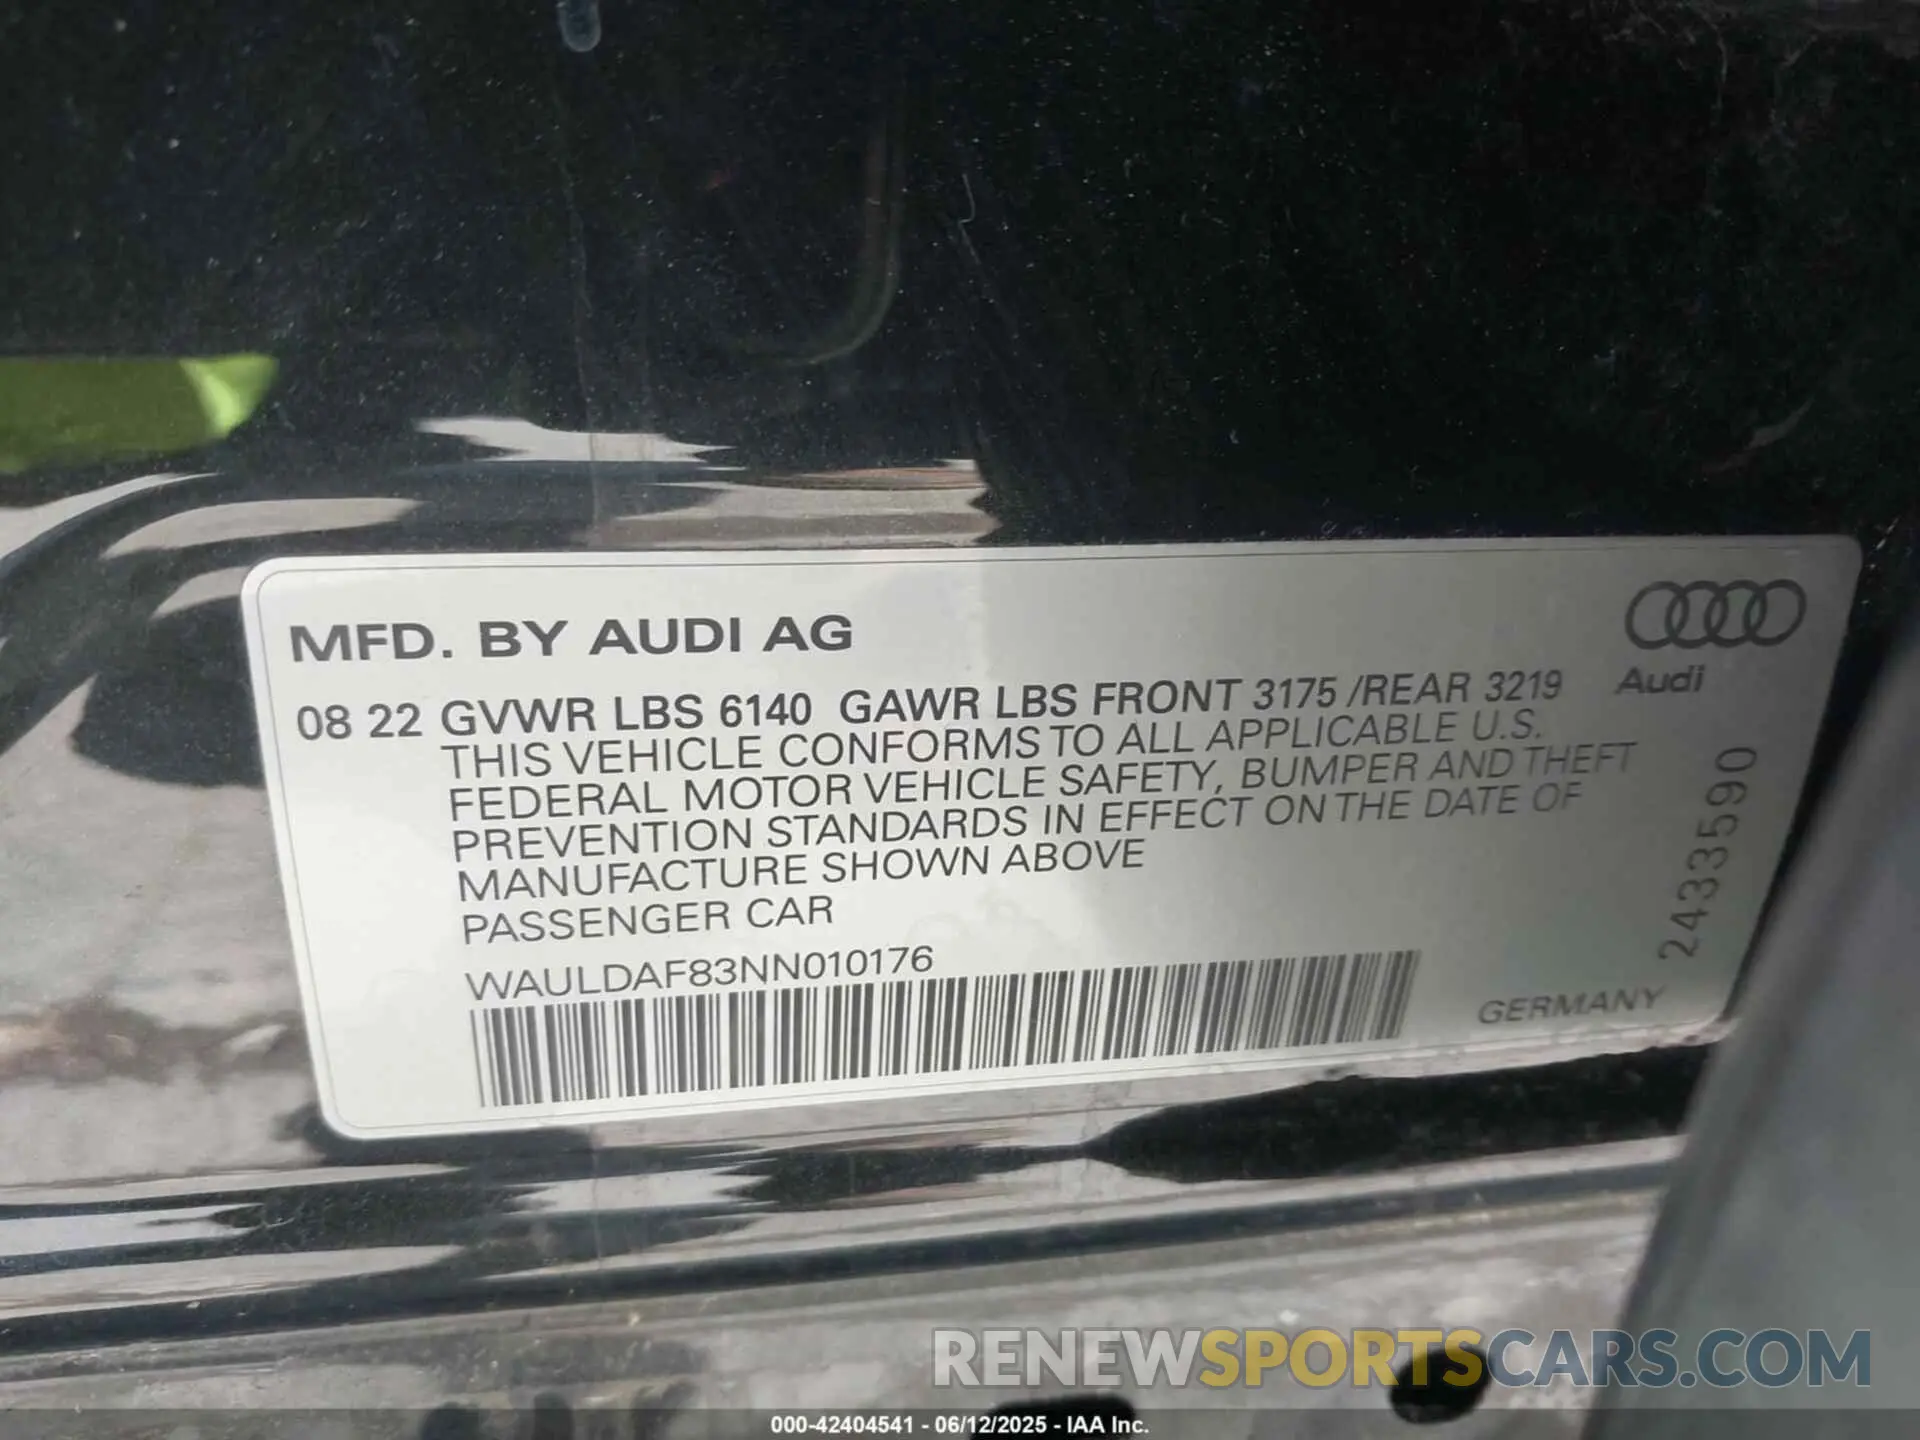 MFD. BY AUDI AG
Audi
08 22 GVWR LBS 6140 GAWR LBS FRONT 3175 /REAR 3219
THIS VEHICLE CONFORMS TO ALL APPLICABLE U.S.
FEDERAL MOTOR VEHICLE SAFETY, BUMPER AND THEFT
PREVENTION STANDARDS IN EFFECT ON THE DATE OF
MANUFACTURE SHOWN ABOVE
PASSENGER CAR
WAULDAF83NN010176
GERMANY
2433590
RENEWSPORTSCARS.COM
000-42404541 - 06/12/2025 - IAA Inc.